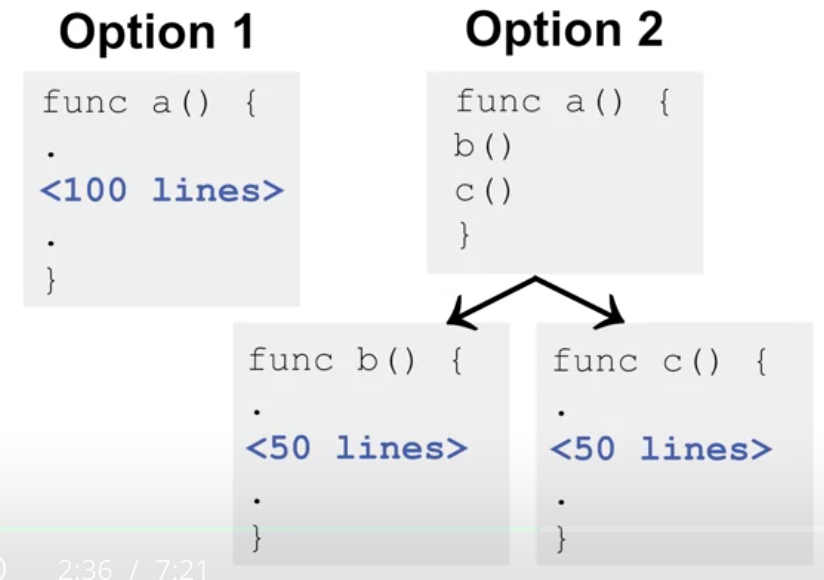 Option 1
func a() {
.
<100 lines>
.
}
Option 2
func a() {
b()
c()
}
func b() {
.
<50 lines>
.
}
func c() {
.
<50 lines>
.
}
2:36 / 7:21